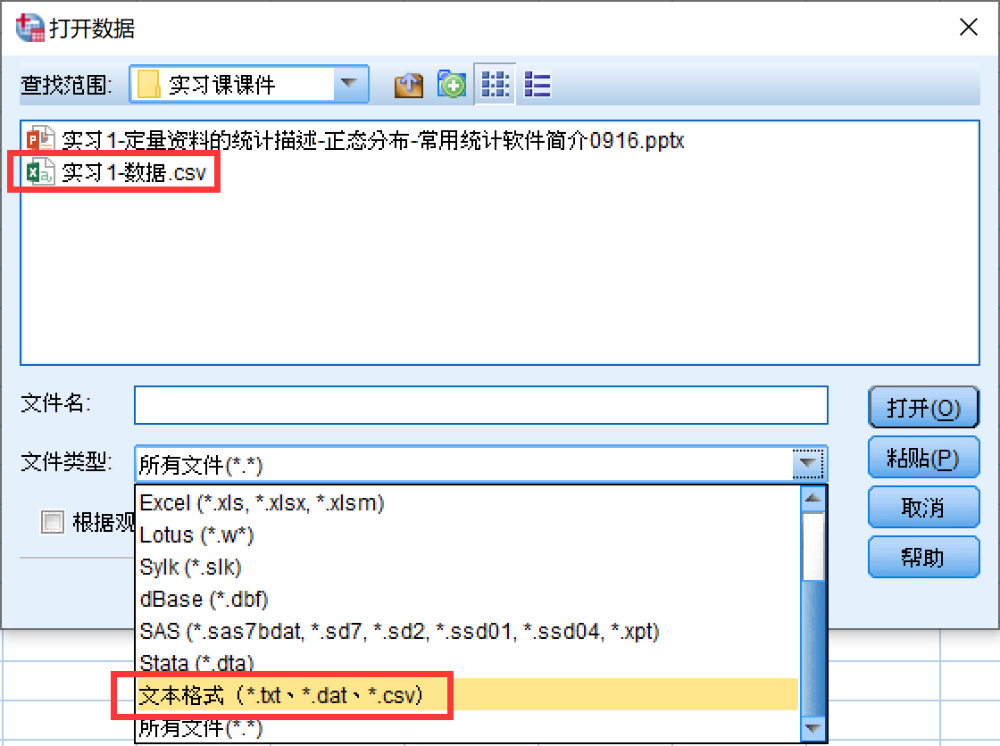 打开数据
查找范围: 实习课课件
实习1-定量资料的统计描述-正态分布-常用统计软件简介0916.pptx
实习1-数据.csv
文件名:
打开(O)
文件类型: 所有文件(*.*)
粘贴(P)
Excel (*.xls, *.xlsx, *.xlsm)
取消
根据观
Lotus (*.w*)
帮助
Sylk (*.slk)
dBase (*.dbf)
SAS (*.sas7bdat, *.sd7, *.sd2, *.ssd01, *.ssd04, *.xpt)
Stata (*.dta)
文本格式（*.txt、*.dat、*.csv）
所有文件(*.*)